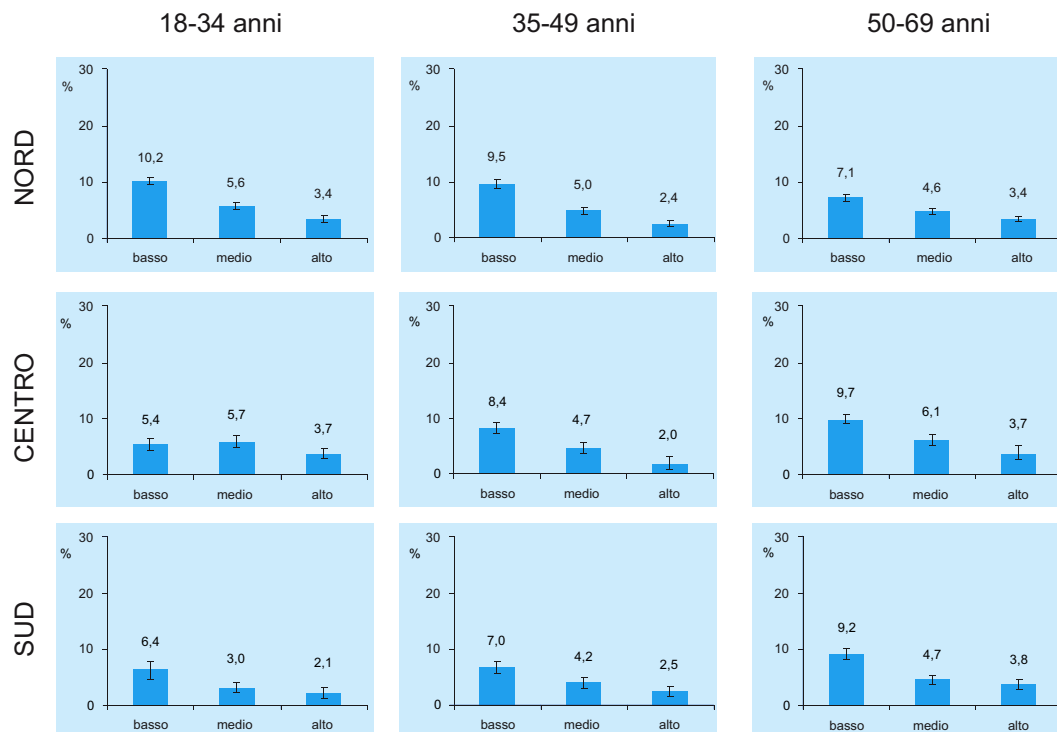 18-34 anni
35-49 anni
50-69 anni
NORD
%
30
20
10
0
10,2
5,6
3,4
basso
medio
alto
%
30
20
10
0
9,5
5,0
2,4
basso
medio
alto
%
30
20
10
0
7,1
4,6
3,4
basso
medio
alto
CENTRO
%
30
20
10
0
5,4
5,7
3,7
basso
medio
alto
%
30
20
10
0
8,4
4,7
2,0
basso
medio
alto
%
30
20
10
0
9,7
6,1
3,7
basso
medio
alto
SUD
%
30
20
10
0
6,4
3,0
2,1
basso
medio
alto
%
30
20
10
0
7,0
4,2
2,5
basso
medio
alto
%
30
20
10
0
9,2
4,7
3,8
basso
medio
alto